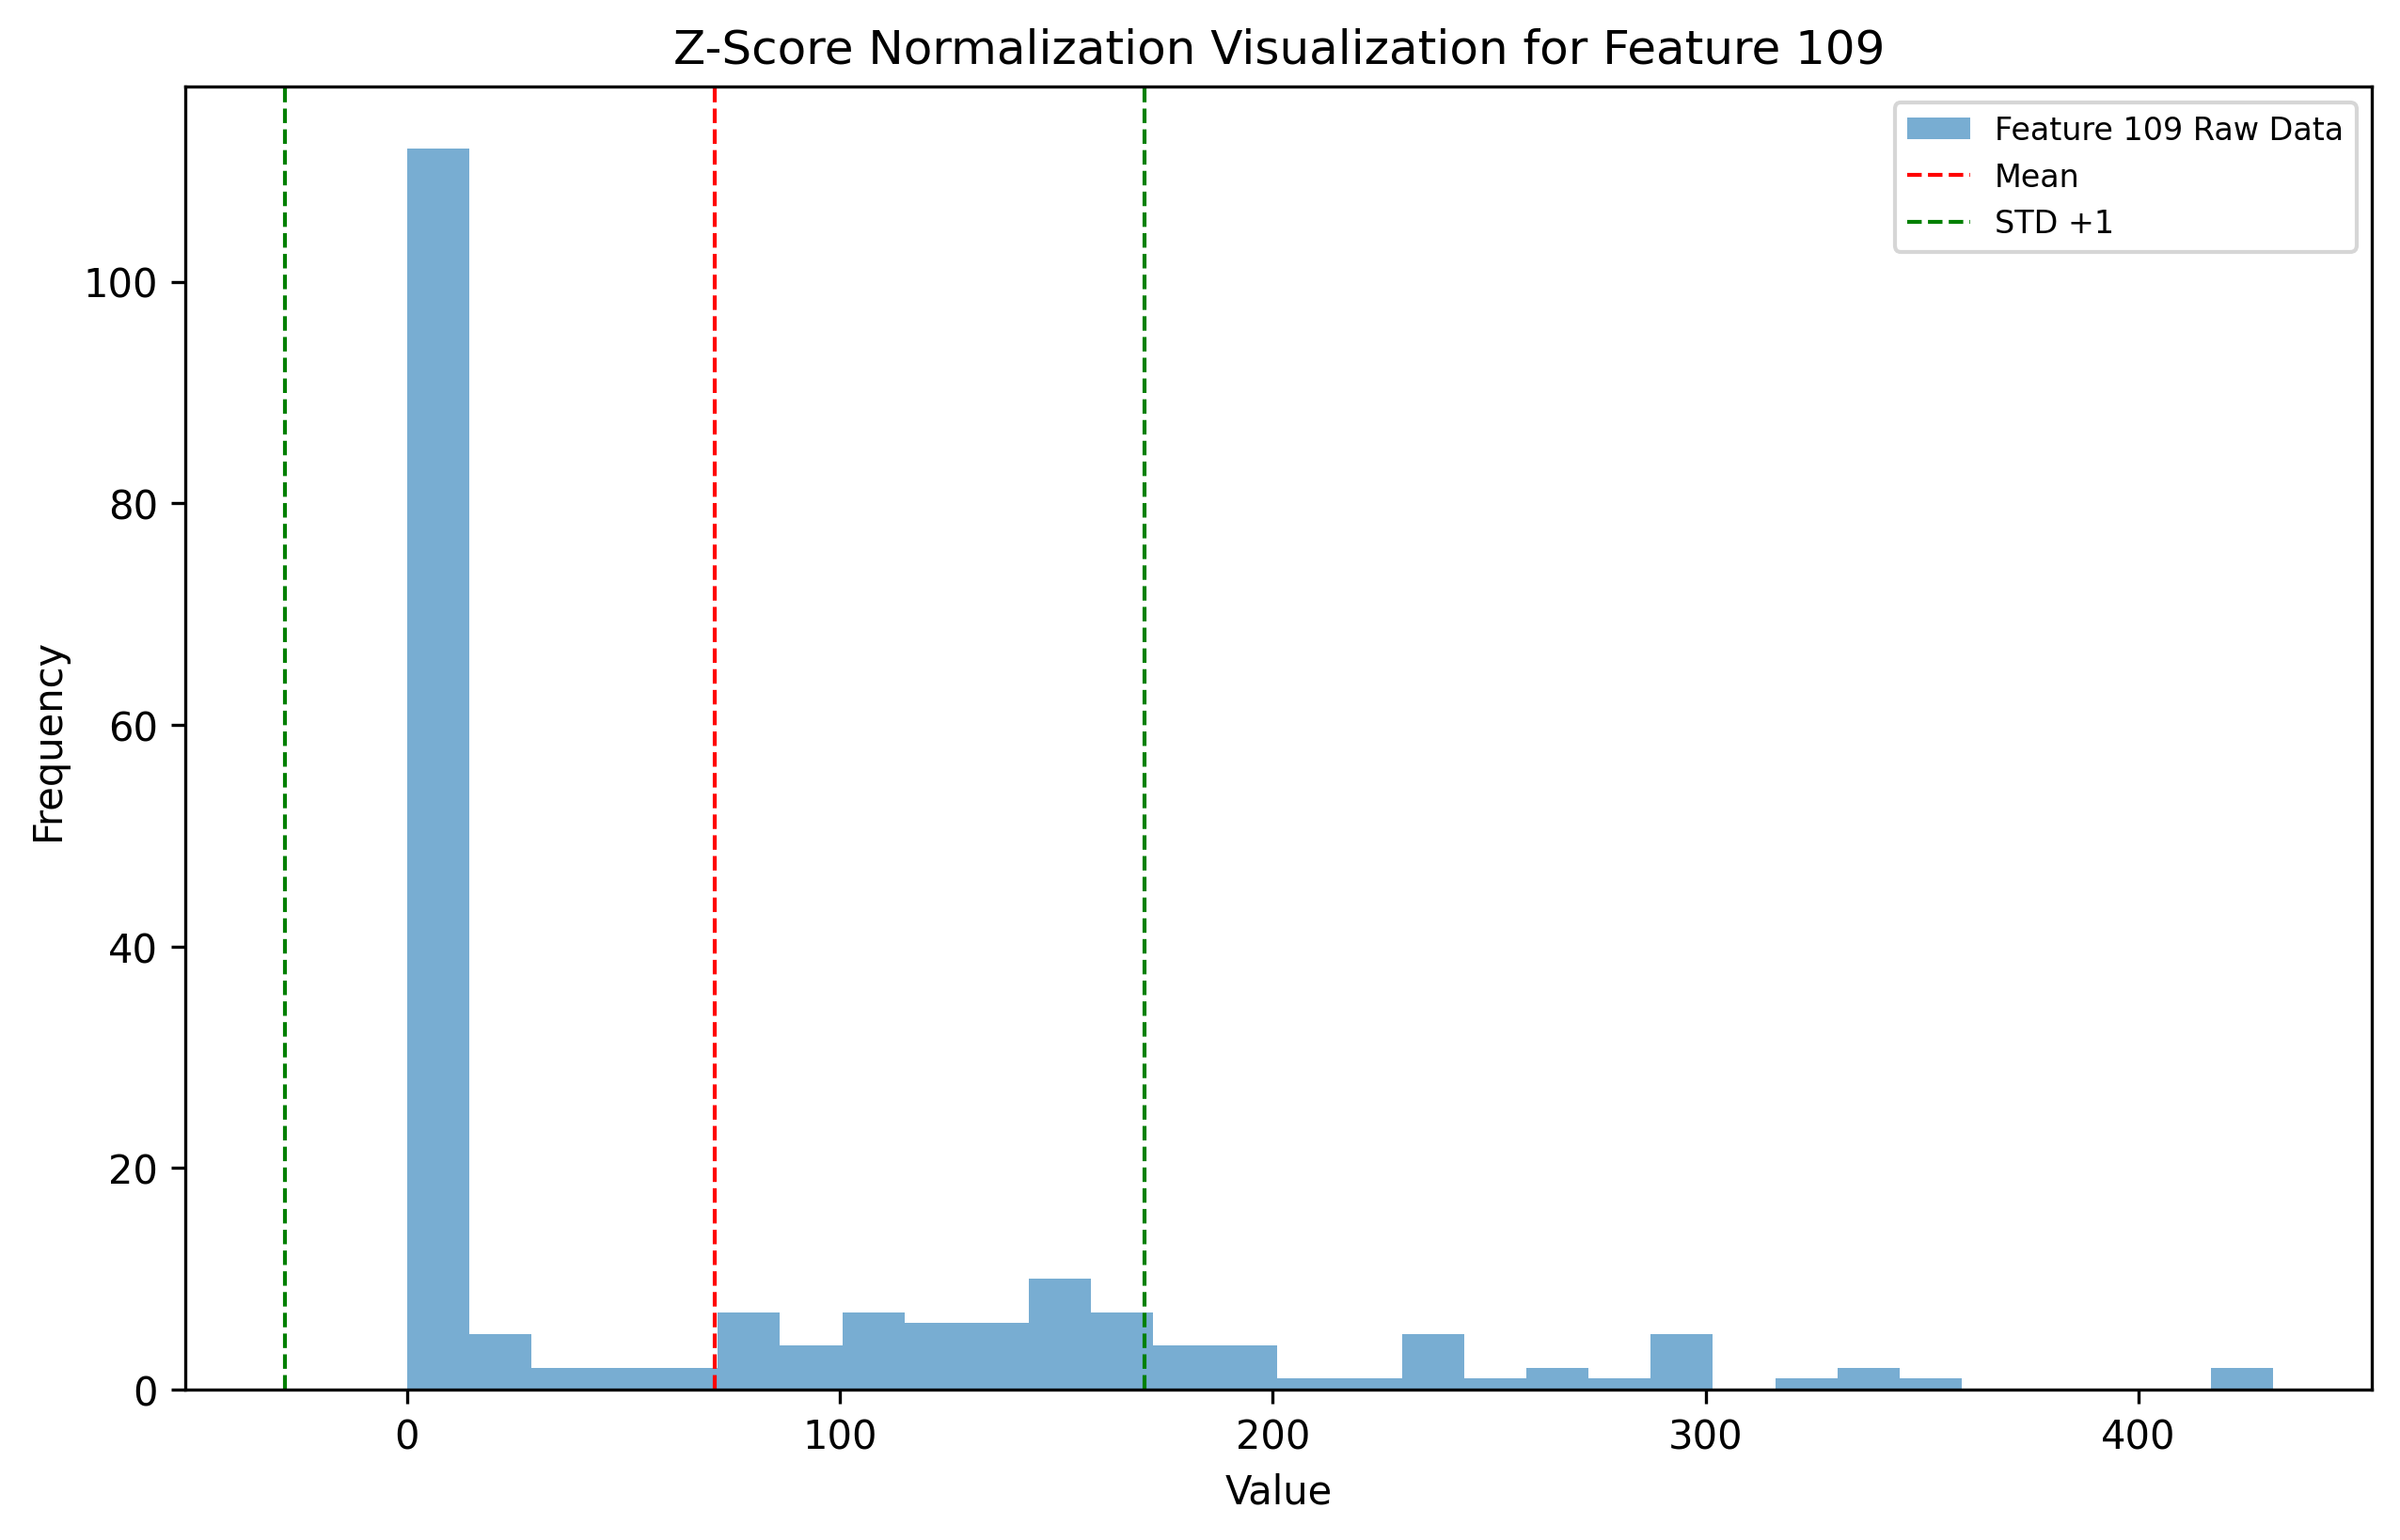 Z-Score Normalization Visualization for Feature 109
Feature 109 Raw Data
Mean
STD +1
100
80
60
40
20
0
Frequency
0 100 200 300 400
Value